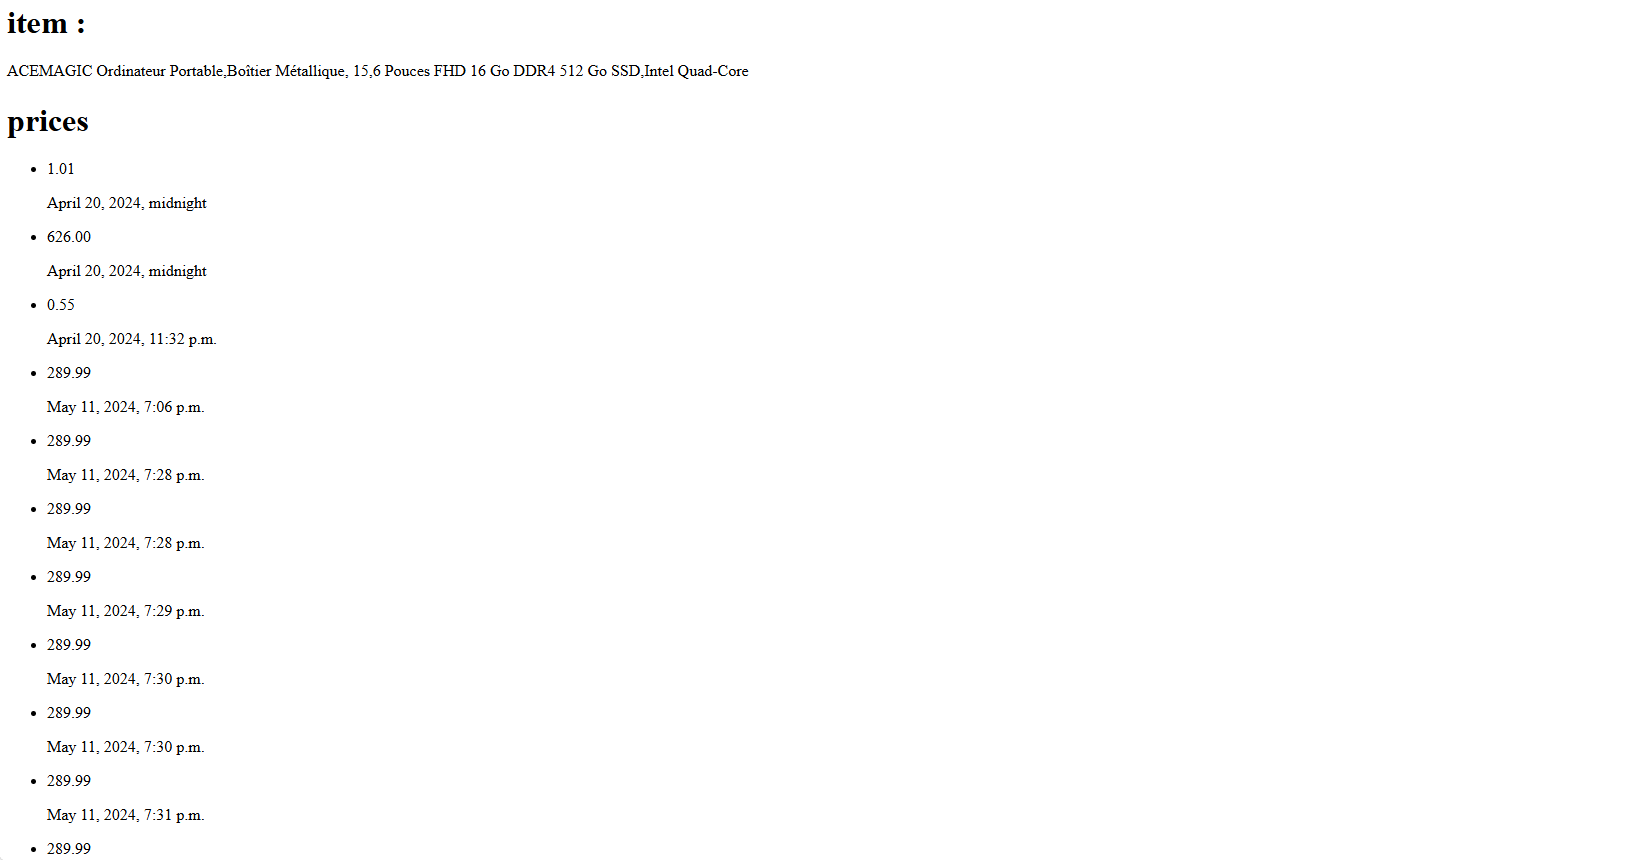 item :
ACEMAGIC Ordinateur Portable,Boîtier Métallique, 15,6 Pouces FHD 16 Go DDR4 512 Go SSD,Intel Quad-Core
prices
1.01
April 20, 2024, midnight
626.00
April 20, 2024, midnight
0.55
April 20, 2024, 11:32 p.m.
289.99
May 11, 2024, 7:06 p.m.
289.99
May 11, 2024, 7:28 p.m.
289.99
May 11, 2024, 7:28 p.m.
289.99
May 11, 2024, 7:29 p.m.
289.99
May 11, 2024, 7:30 p.m.
289.99
May 11, 2024, 7:30 p.m.
289.99
May 11, 2024, 7:31 p.m.
289.99